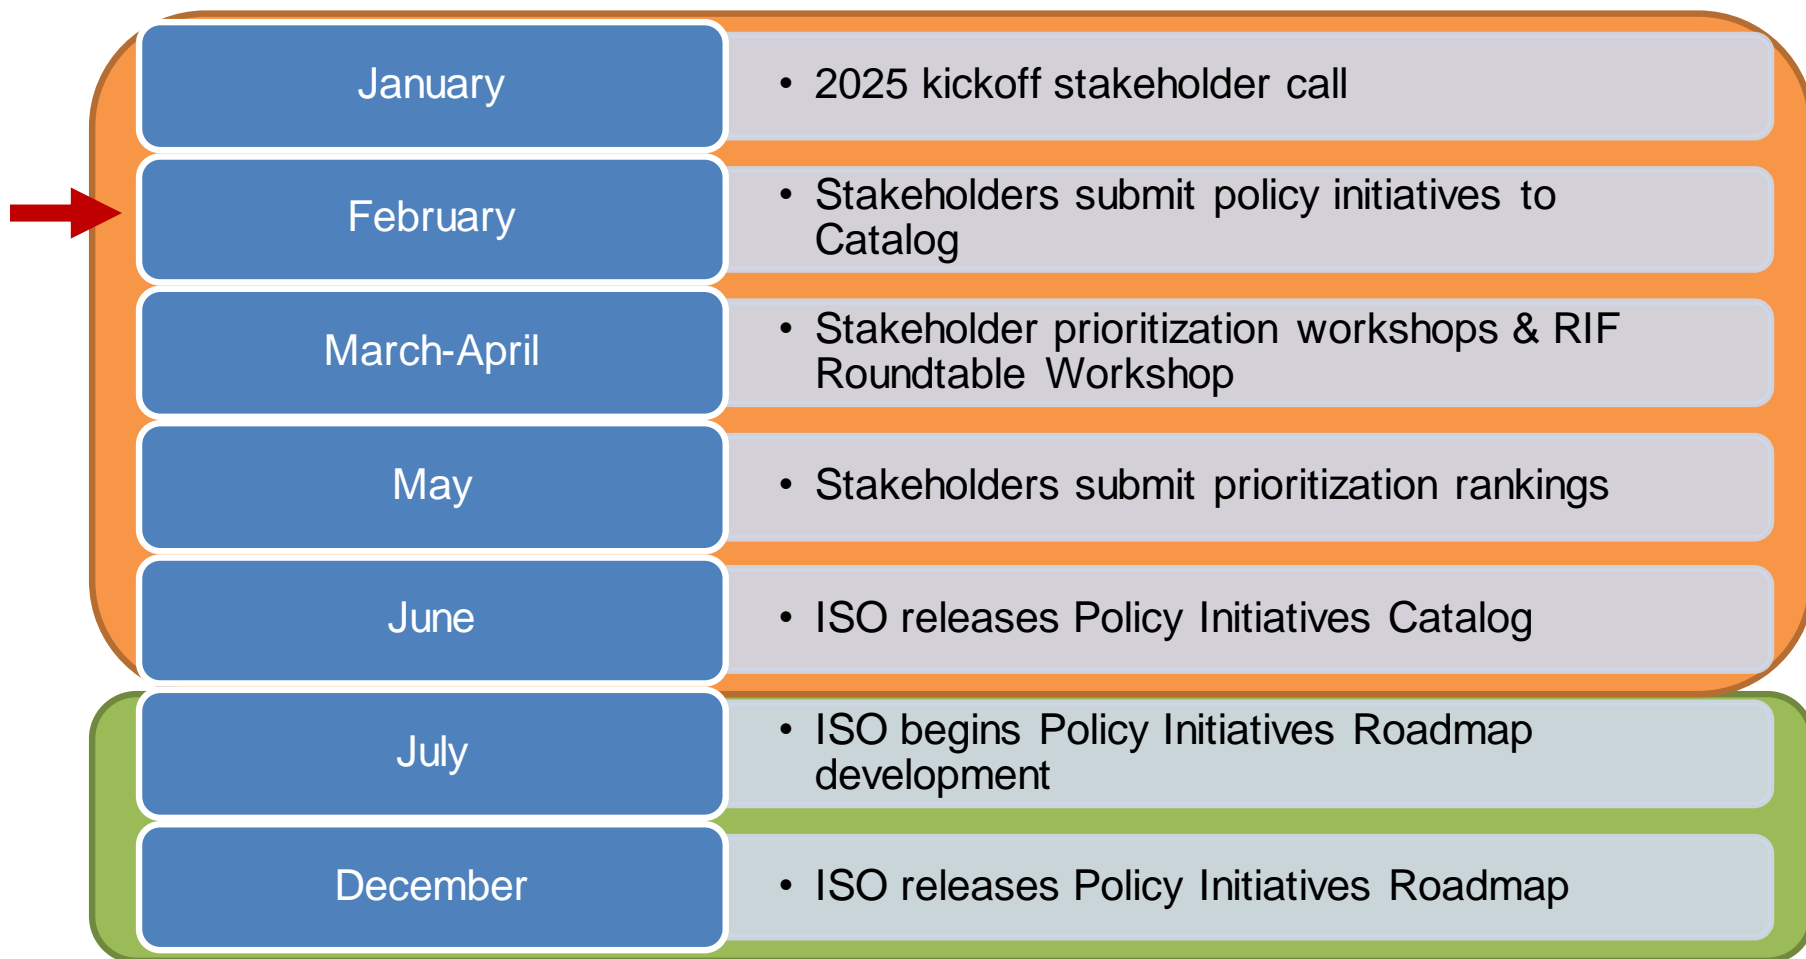 January
• 2025 kickoff stakeholder call
February
• Stakeholders submit policy initiatives to
Catalog
March-April
• Stakeholder prioritization workshops & RIF
Roundtable Workshop
May
• Stakeholders submit prioritization rankings
June
• ISO releases Policy Initiatives Catalog
July
• ISO begins Policy Initiatives Roadmap
development
December
• ISO releases Policy Initiatives Roadmap